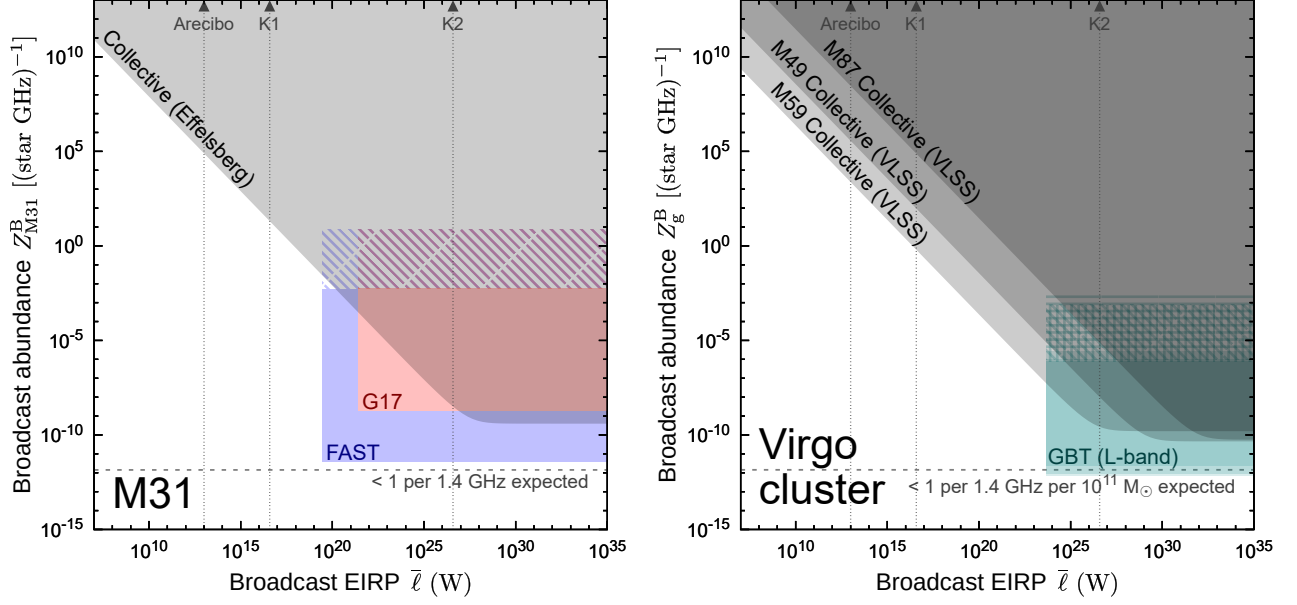 Arecibo K1 K2
Collective (Effelsberg)
G17
FAST
< 1 per 1.4 GHz expected
M31
10^10
10^5
10^0
10^−5
10^−10
10^−15
10^10 10^15 10^20 10^25 10^30 10^35
Broadcast abundance Z^B_M31 [(star GHz)^−1]
Broadcast EIRP ℓ̅ (W)
Arecibo K1 K2
M87 Collective (VLSS)
M49 Collective (VLSS)
M59 Collective (VLSS)
GBT (L-band)
< 1 per 1.4 GHz per 10^11 M_⊙ expected
Virgo
cluster
10^10
10^5
10^0
10^−5
10^−10
10^−15
10^10 10^15 10^20 10^25 10^30 10^35
Broadcast abundance Z^B_g [(star GHz)^−1]
Broadcast EIRP ℓ̅ (W)